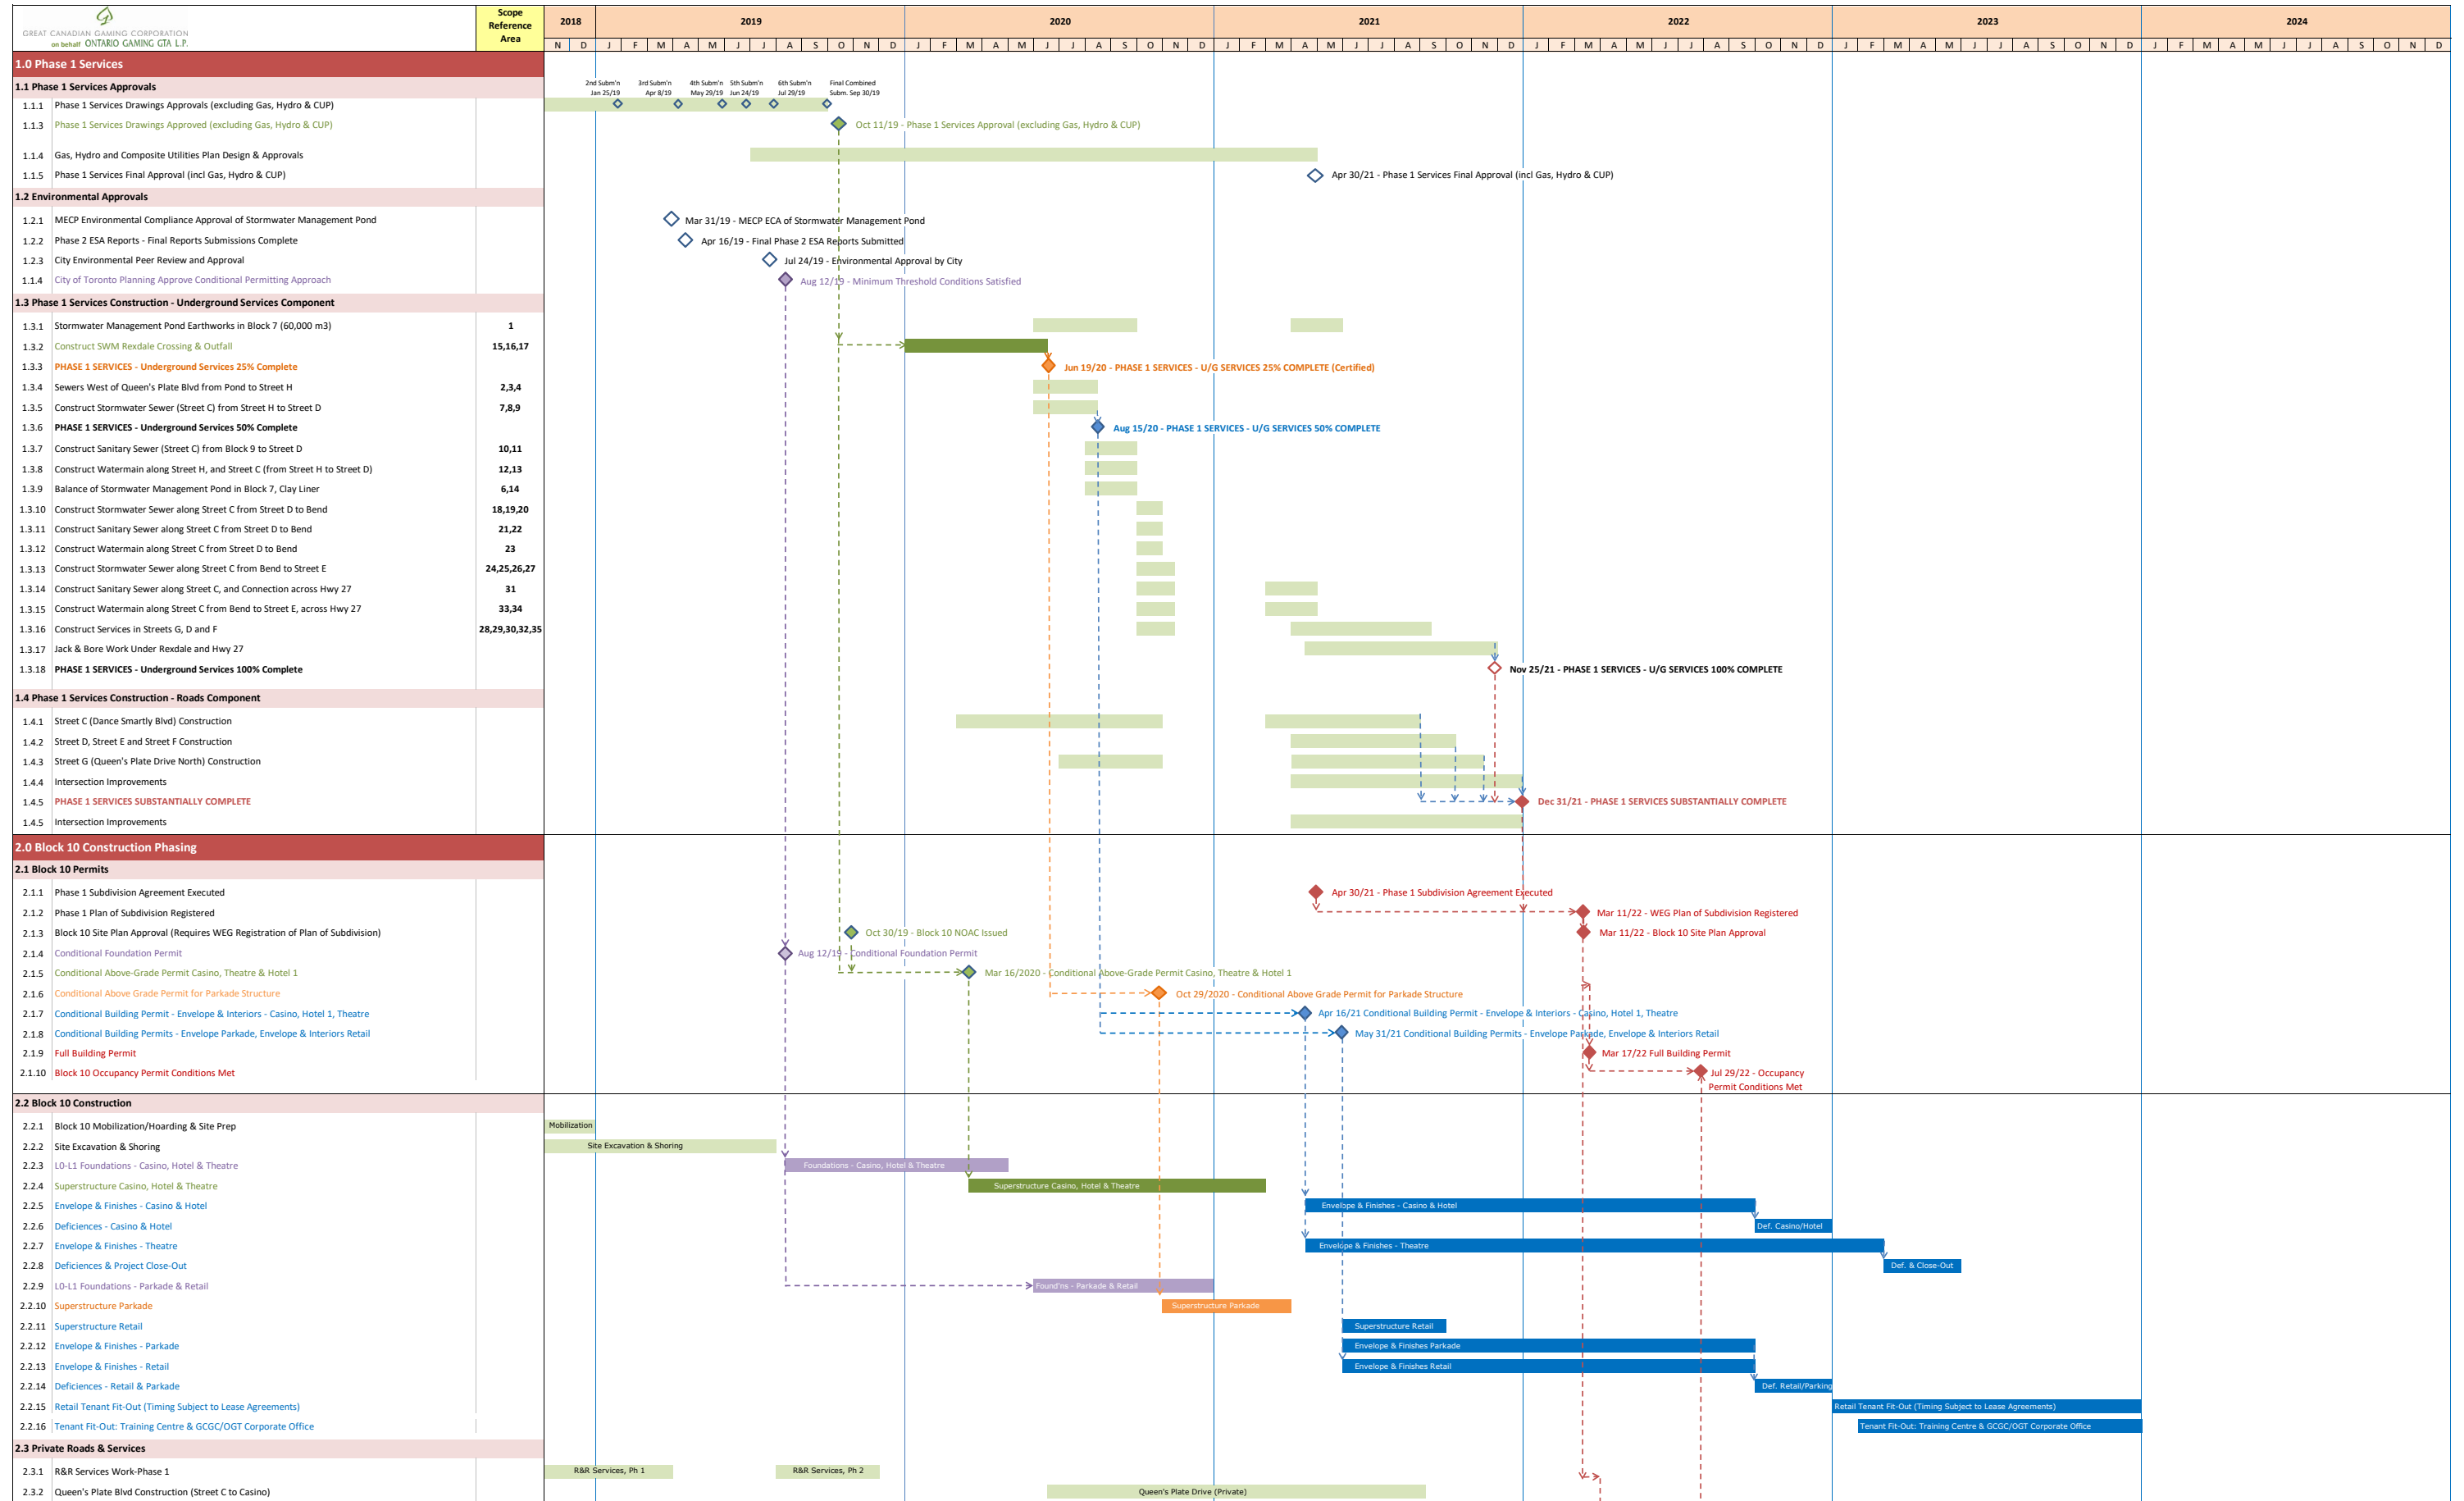 GREAT CANADIAN GAMING CORPORATION
on behalf ONTARIO GAMING GTA L.P.
Scope Reference Area
2018 2019 2020 2021 2022 2023 2024
N D J F M A M J J A S O N D J F M A M J J A S O N D J F M A M J J A S O N D J F M A M J J A S O N D J F M A M J J A S O N D J F M A M J J A S O N D
1.0 Phase 1 Services
1.1 Phase 1 Services Approvals
2nd Subm'n 3rd Subm'n 4th Subm'n 5th Subm'n 6th Subm'n Final Combined
Jan 25/19 Apr 8/19 May 29/19 Jun 24/19 Jul 29/19 Subm. Sep 30/19
1.1.1 Phase 1 Services Drawings Approvals (excluding Gas, Hydro & CUP)
1.1.3 Phase 1 Services Drawings Approved (excluding Gas, Hydro & CUP) Oct 11/19 - Phase 1 Services Approval (excluding Gas, Hydro & CUP)
1.1.4 Gas, Hydro and Composite Utilities Plan Design & Approvals
1.1.5 Phase 1 Services Final Approval (incl Gas, Hydro & CUP) Apr 30/21 - Phase 1 Services Final Approval (incl Gas, Hydro & CUP)
1.2 Environmental Approvals
1.2.1 MECP Environmental Compliance Approval of Stormwater Management Pond Mar 31/19 - MECP ECA of Stormwater Management Pond
1.2.2 Phase 2 ESA Reports - Final Reports Submissions Complete Apr 16/19 - Final Phase 2 ESA Reports Submitted
1.2.3 City Environmental Peer Review and Approval Jul 24/19 - Environmental Approval by City
1.1.4 City of Toronto Planning Approve Conditional Permitting Approach Aug 12/19 - Minimum Threshold Conditions Satisfied
1.3 Phase 1 Services Construction - Underground Services Component
1.3.1 Stormwater Management Pond Earthworks in Block 7 (60,000 m3) 1
1.3.2 Construct SWM Rexdale Crossing & Outfall 15,16,17
1.3.3 PHASE 1 SERVICES - Underground Services 25% Complete Jun 19/20 - PHASE 1 SERVICES - U/G SERVICES 25% COMPLETE (Certified)
1.3.4 Sewers West of Queen's Plate Blvd from Pond to Street H 2,3,4
1.3.5 Construct Stormwater Sewer (Street C) from Street H to Street D 7,8,9
1.3.6 PHASE 1 SERVICES - Underground Services 50% Complete Aug 15/20 - PHASE 1 SERVICES - U/G SERVICES 50% COMPLETE
1.3.7 Construct Sanitary Sewer (Street C) from Block 9 to Street D 10,11
1.3.8 Construct Watermain along Street H, and Street C (from Street H to Street D) 12,13
1.3.9 Balance of Stormwater Management Pond in Block 7, Clay Liner 6,14
1.3.10 Construct Stormwater Sewer along Street C from Street D to Bend 18,19,20
1.3.11 Construct Sanitary Sewer along Street C from Street D to Bend 21,22
1.3.12 Construct Watermain along Street C from Street D to Bend 23
1.3.13 Construct Stormwater Sewer along Street C from Bend to Street E 24,25,26,27
1.3.14 Construct Sanitary Sewer along Street C, and Connection across Hwy 27 31
1.3.15 Construct Watermain along Street C from Bend to Street E, across Hwy 27 33,34
1.3.16 Construct Services in Streets G, D and F 28,29,30,32,35
1.3.17 Jack & Bore Work Under Rexdale and Hwy 27
1.3.18 PHASE 1 SERVICES - Underground Services 100% Complete Nov 25/21 - PHASE 1 SERVICES - U/G SERVICES 100% COMPLETE
1.4 Phase 1 Services Construction - Roads Component
1.4.1 Street C (Dance Smartly Blvd) Construction
1.4.2 Street D, Street E and Street F Construction
1.4.3 Street G (Queen's Plate Drive North) Construction
1.4.4 Intersection Improvements
1.4.5 PHASE 1 SERVICES SUBSTANTIALLY COMPLETE Dec 31/21 - PHASE 1 SERVICES SUBSTANTIALLY COMPLETE
1.4.5 Intersection Improvements
2.0 Block 10 Construction Phasing
2.1 Block 10 Permits
2.1.1 Phase 1 Subdivision Agreement Executed Apr 30/21 - Phase 1 Subdivision Agreement Executed
2.1.2 Phase 1 Plan of Subdivision Registered Mar 11/22 - WEG Plan of Subdivision Registered
2.1.3 Block 10 Site Plan Approval (Requires WEG Registration of Plan of Subdivision) Oct 30/19 - Block 10 NOAC Issued Mar 11/22 - Block 10 Site Plan Approval
2.1.4 Conditional Foundation Permit Aug 12/19 - Conditional Foundation Permit
2.1.5 Conditional Above-Grade Permit Casino, Theatre & Hotel 1 Mar 16/2020 - Conditional Above-Grade Permit Casino, Theatre & Hotel 1
2.1.6 Conditional Above Grade Permit for Parkade Structure Oct 29/2020 - Conditional Above Grade Permit for Parkade Structure
2.1.7 Conditional Building Permit - Envelope & Interiors - Casino, Hotel 1, Theatre Apr 16/21 Conditional Building Permit - Envelope & Interiors - Casino, Hotel 1, Theatre
2.1.8 Conditional Building Permits - Envelope Parkade, Envelope & Interiors Retail May 31/21 Conditional Building Permits - Envelope Parkade, Envelope & Interiors Retail
2.1.9 Full Building Permit Mar 17/22 Full Building Permit
2.1.10 Block 10 Occupancy Permit Conditions Met Jul 29/22 - Occupancy
Permit Conditions Met
2.2 Block 10 Construction
2.2.1 Block 10 Mobilization/Hoarding & Site Prep Mobilization
2.2.2 Site Excavation & Shoring Site Excavation & Shoring
2.2.3 L0-L1 Foundations - Casino, Hotel & Theatre Foundations - Casino, Hotel & Theatre
2.2.4 Superstructure Casino, Hotel & Theatre Superstructure Casino, Hotel & Theatre
2.2.5 Envelope & Finishes - Casino & Hotel Envelope & Finishes - Casino & Hotel
2.2.6 Deficiences - Casino & Hotel Def. Casino/Hotel
2.2.7 Envelope & Finishes - Theatre Envelope & Finishes - Theatre
2.2.8 Deficiences & Project Close-Out Def. & Close-Out
2.2.9 L0-L1 Foundations - Parkade & Retail Found'ns - Parkade & Retail
2.2.10 Superstructure Parkade Superstructure Parkade
2.2.11 Superstructure Retail Superstructure Retail
2.2.12 Envelope & Finishes - Parkade Envelope & Finishes Parkade
2.2.13 Envelope & Finishes - Retail Envelope & Finishes Retail
2.2.14 Deficiences - Retail & Parkade Def. Retail/Parking
2.2.15 Retail Tenant Fit-Out (Timing Subject to Lease Agreements) Retail Tenant Fit-Out (Timing Subject to Lease Agreements)
2.2.16 Tenant Fit-Out: Training Centre & GCGC/OGT Corporate Office Tenant Fit-Out: Training Centre & GCGC/OGT Corporate Office
2.3 Private Roads & Services
2.3.1 R&R Services Work-Phase 1 R&R Services, Ph 1 R&R Services, Ph 2
2.3.2 Queen's Plate Blvd Construction (Street C to Casino) Queen's Plate Drive (Private)